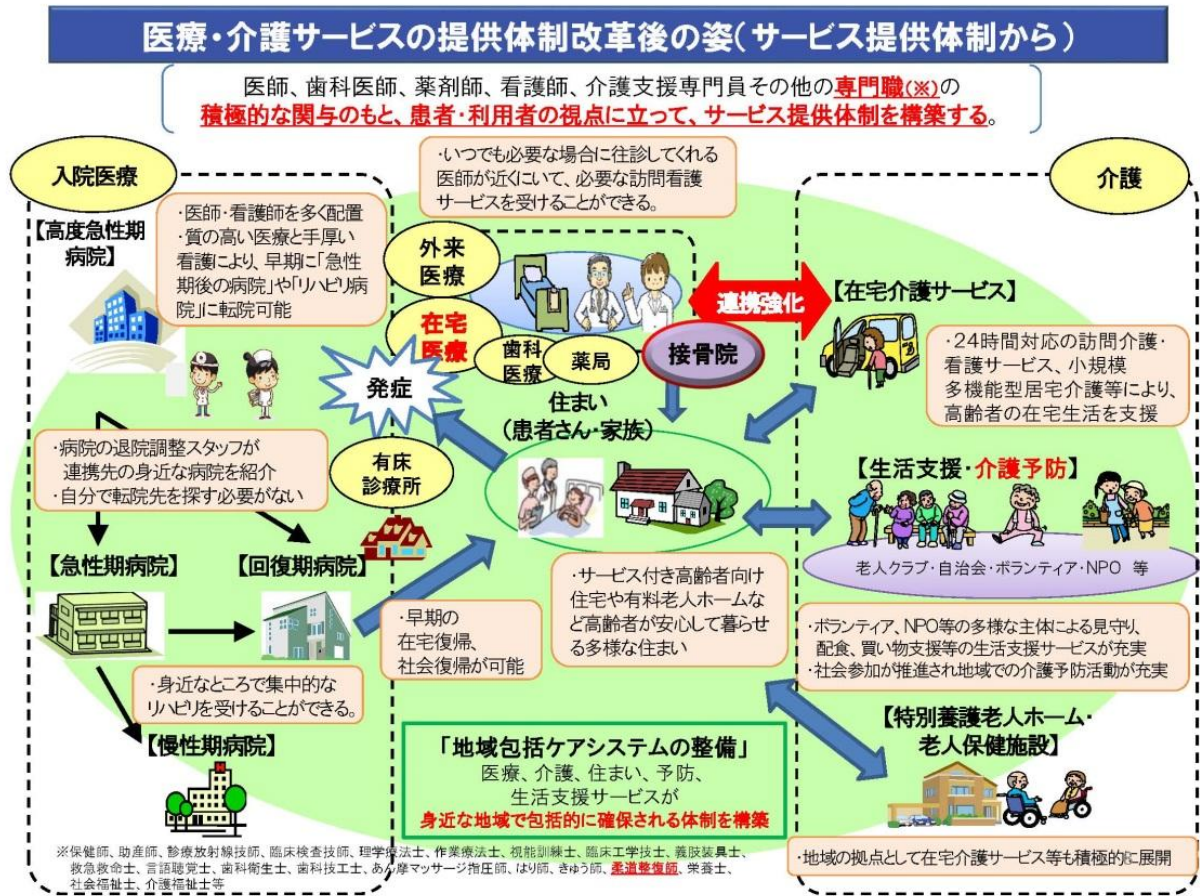 医療・介護サービスの提供体制改革後の姿(サービス提供体制から)
医師、歯科医師、薬剤師、看護師、介護支援専門員その他の専門職(※)の
積極的な関与のもと、患者・利用者の視点に立って、サービス提供体制を構築する。
入院医療
【高度急性期
病院】
・医師・看護師を多く配置
・質の高い医療と手厚い
看護により、早期に「急性
期後の病院」や「リハビリ病
院」に転院可能
・いつでも必要な場合に往診してくれる
医師が近くにいて、必要な訪問看護
サービスを受けることができる。
介護
外来
医療
在宅
医療
歯科
医療
薬局
接骨院
連携強化
発症
住まい
(患者さん・家族)
有床
診療所
【在宅介護サービス】
・24時間対応の訪問介護・
看護サービス、小規模
多機能型居宅介護等により、
高齢者の在宅生活を支援
・病院の退院調整スタッフが
連携先の身近な病院を紹介
・自分で転院先を探す必要がない
【生活支援・介護予防】
老人クラブ・自治会・ボランティア・NPO 等
【急性期病院】
【回復期病院】
・早期の
在宅復帰、
社会復帰が可能
・サービス付き高齢者向け
住宅や有料老人ホームな
ど高齢者が安心して暮らせ
る多様な住まい
・ボランティア、NPO等の多様な主体による見守り、
配食、買い物支援等の生活支援サービスが充実
・社会参加が推進され地域での介護予防活動が充実
・身近なところで集中的な
リハビリを受けることができる。
【慢性期病院】
H
「地域包括ケアシステムの整備」
医療、介護、住まい、予防、
生活支援サービスが
身近な地域で包括的に確保される体制を構築
【特別養護老人ホーム・
老人保健施設】
・地域の拠点として在宅介護サービス等も積極的に展開
※保健師、助産師、診療放射線技師、臨床検査技師、理学療法士、作業療法士、視能訓練士、臨床工学技士、義肢装具士、
救急救命士、言語聴覚士、歯科衛生士、歯科技工士、あん摩マッサージ指圧師、はり師、きゅう師、柔道整復師、栄養士、
社会福祉士、介護福祉士等